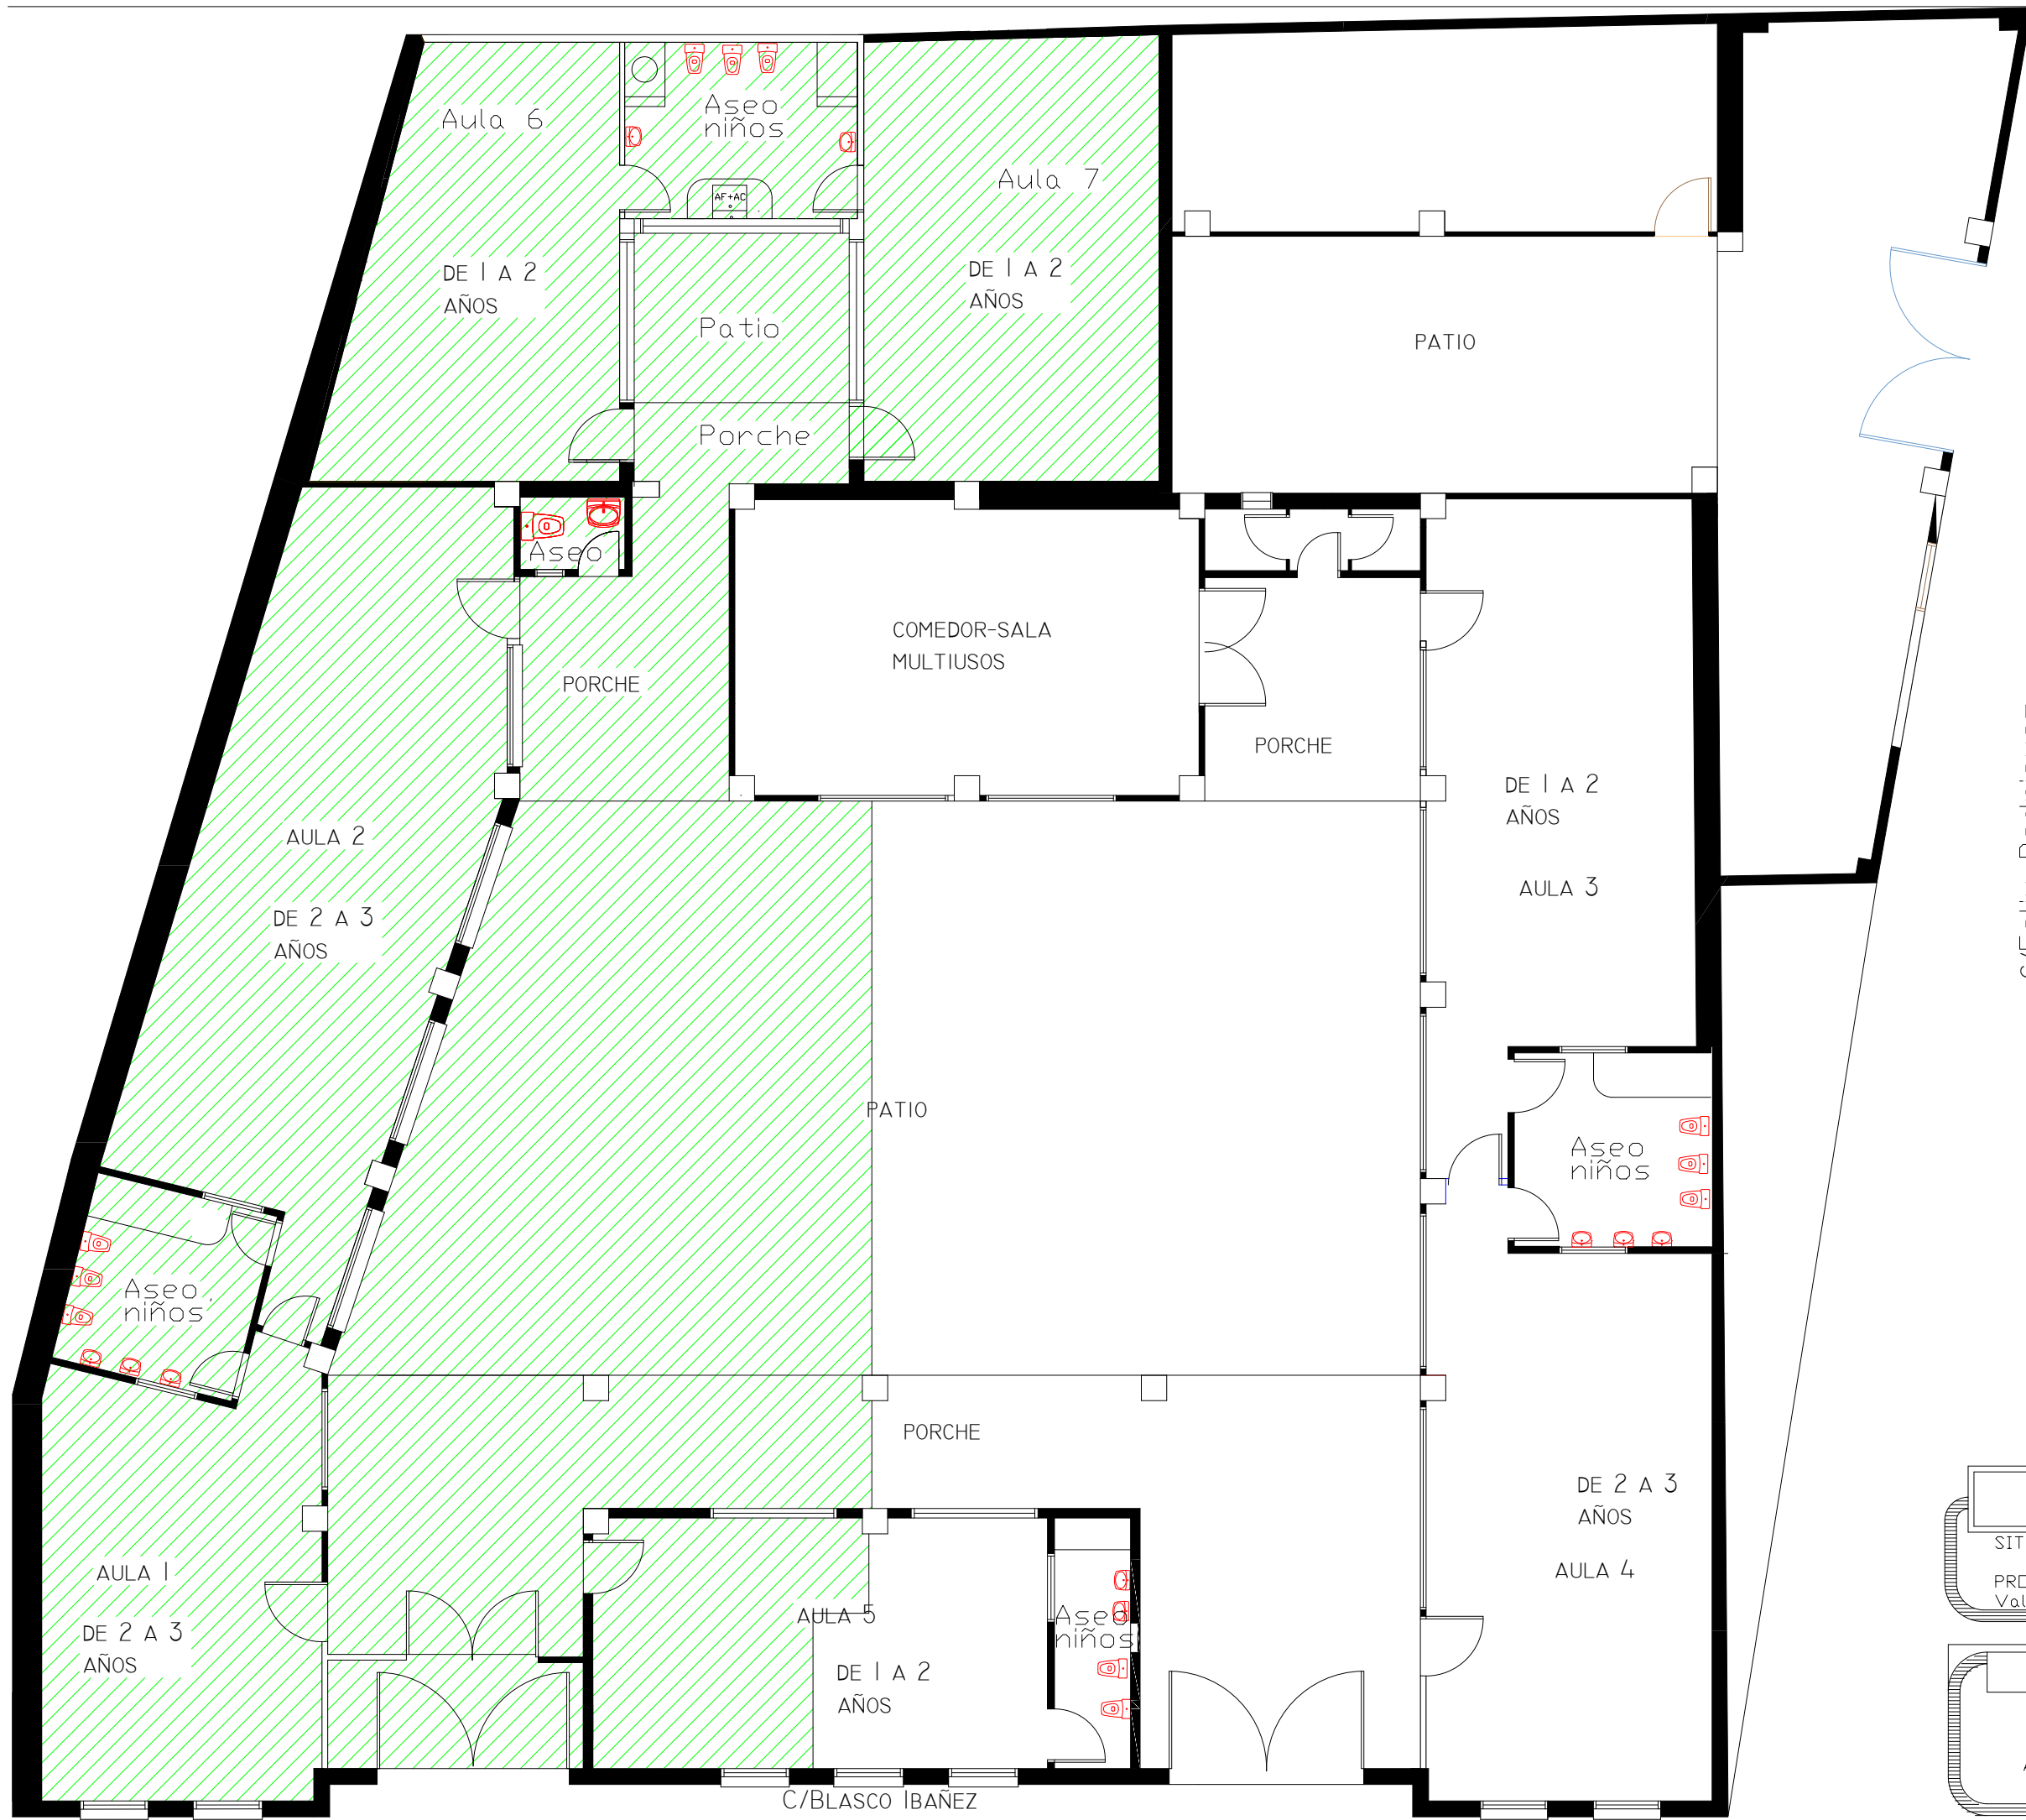 Aula 6
Aseo
niños
AF+AC
Aula 7
DE 1 A 2
AÑOS
DE 1 A 2
AÑOS
Patio
PATIO
Porche
Aseo
COMEDOR-SALA
MULTIUSOS
PORCHE
PORCHE
DE 1 A 2
AÑOS
AULA 3
AULA 2
DE 2 A 3
AÑOS
PATIO
Aseo
niños
Aseo
niños
PORCHE
DE 2 A 3
AÑOS
AULA 4
AULA 1
DE 2 A 3
AÑOS
AULA 5
DE 1 A 2
AÑOS
Aseo
niños
SIT
Val
C/BLASCO IBAÑEZ